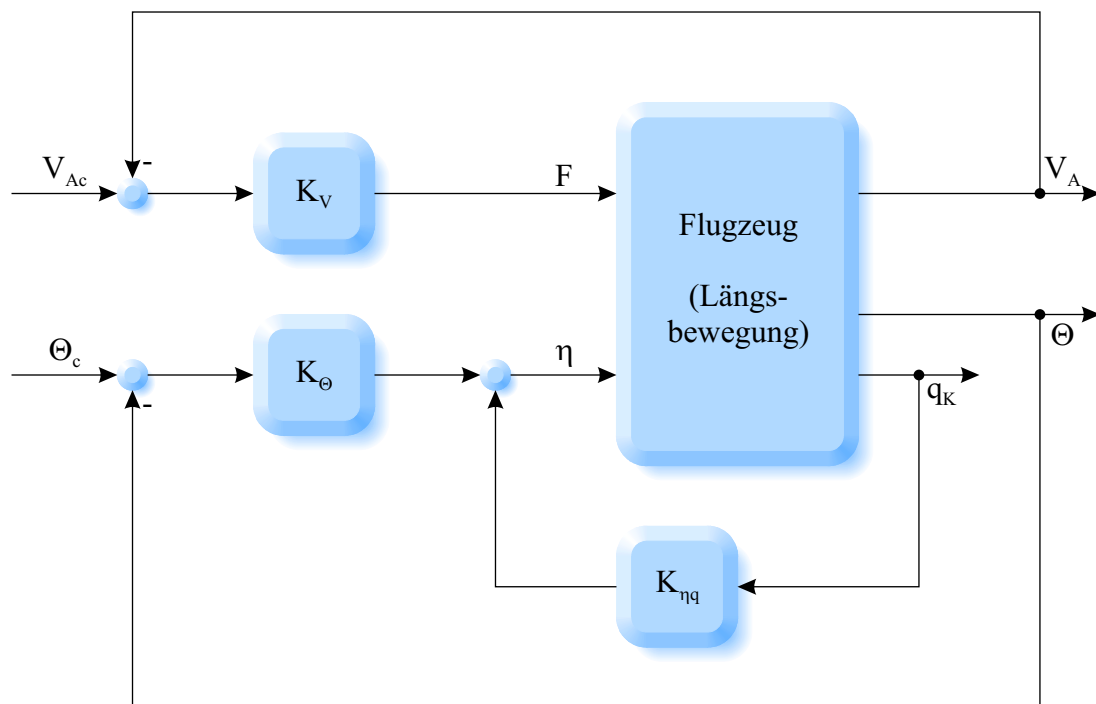 -
V_Ac
K_V
F
V_A
Flugzeug
(Längs-
bewegung)
Θ_c
-
K_Θ
η
Θ
q_K
K_ηq